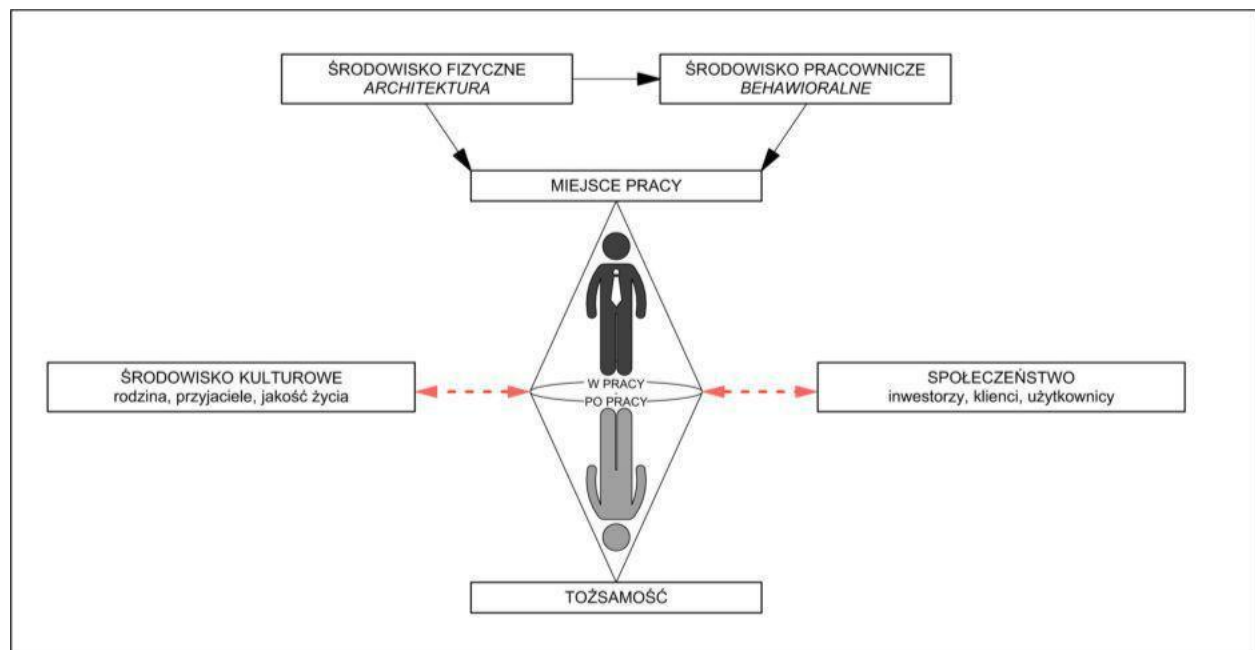 ŚRODOWISKO FIZYCZNE
ARCHITEKTURA
ŚRODOWISKO PRACOWNICZE
BEHAWIORALNE
MIEJSCE PRACY
ŚRODOWISKO KULTUROWE
rodzina, przyjaciele, jakość życia
W PRACY
PO PRACY
SPOŁECZEŃSTWO
inwestorzy, klienci, użytkownicy
TOŻSAMOŚĆ